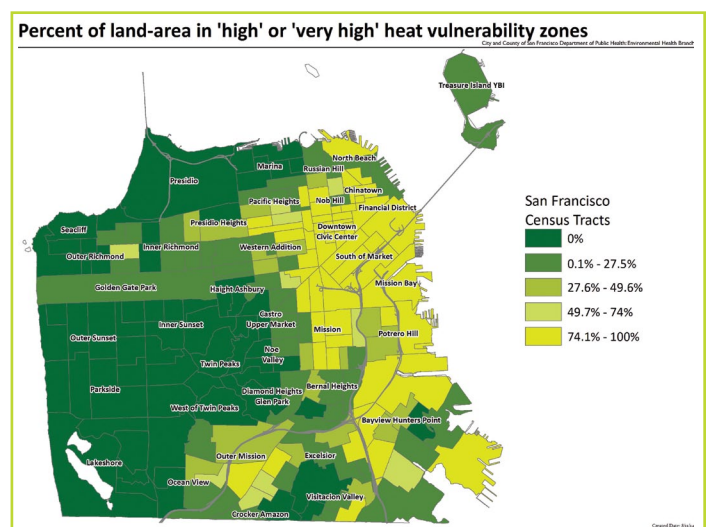 Percent of land-area in 'high' or 'very high' heat vulnerability zones
City and County of San Francisco Department of Public Health: Environmental Health Branch
Treasure Island YBI
North Beach
Marina
Russian Hill
Presidio
Chinatown
Pacific Heights
Nob Hill
Financial District
Seacliff
Presidio Heights
Downtown
Civic Center
Inner Richmond
Western Addition
Outer Richmond
South of Market
Golden Gate Park
Haight Ashbury
Mission Bay
Castro
Upper Market
Inner Sunset
Mission
Potrero Hill
Outer Sunset
Noe
Valley
Twin Peaks
Parkside
Diamond Heights
Glen Park
Bernal Heights
West of Twin Peaks
Bayview Hunters Point
Outer Mission
Excelsior
Lakeshore
Ocean View
Visitacion Valley
Crocker Amazon
San Francisco
Census Tracts
0%
0.1% - 27.5%
27.6% - 49.6%
49.7% - 74%
74.1% - 100%